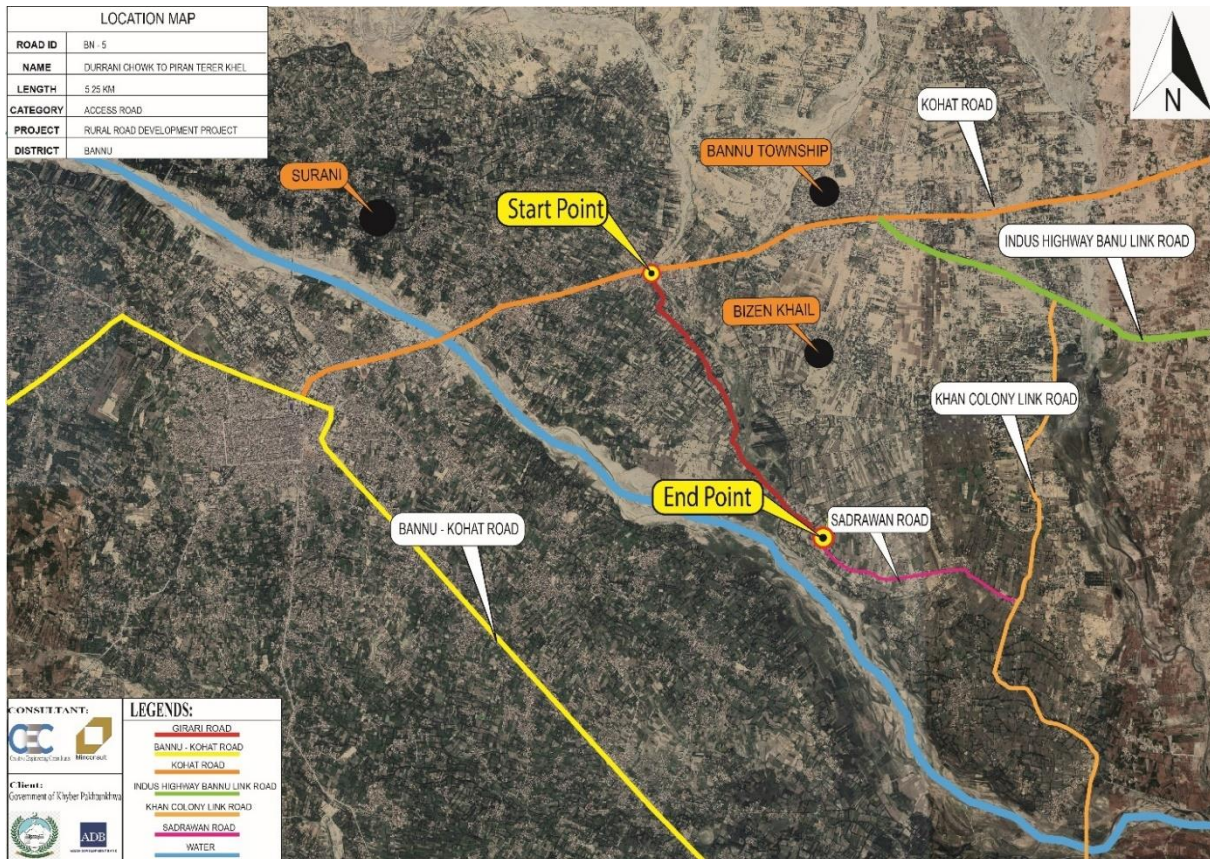 LOCATION MAP
ROAD ID BN - 5
NAME DURRANI CHOWK TO PIRAN TERER KHEL
LENGTH 5.25 KM
CATEGORY ACCESS ROAD
PROJECT RURAL ROAD DEVELOPMENT PROJECT
DISTRICT BANNU
N
KOHAT ROAD
BANNU TOWNSHIP
SURANI
Start Point
INDUS HIGHWAY BANU LINK ROAD
BIZEN KHAIL
KHAN COLONY LINK ROAD
End Point
SADRAWAN ROAD
BANNU - KOHAT ROAD
CONSULTANT:
CEC
Minconsult
Client:
Government of Khyber Pakhtunkhwa
ADB
LEGENDS:
GIRARI ROAD
BANNU - KOHAT ROAD
KOHAT ROAD
INDUS HIGHWAY BANNU LINK ROAD
KHAN COLONY LINK ROAD
SADRAWAN ROAD
WATER